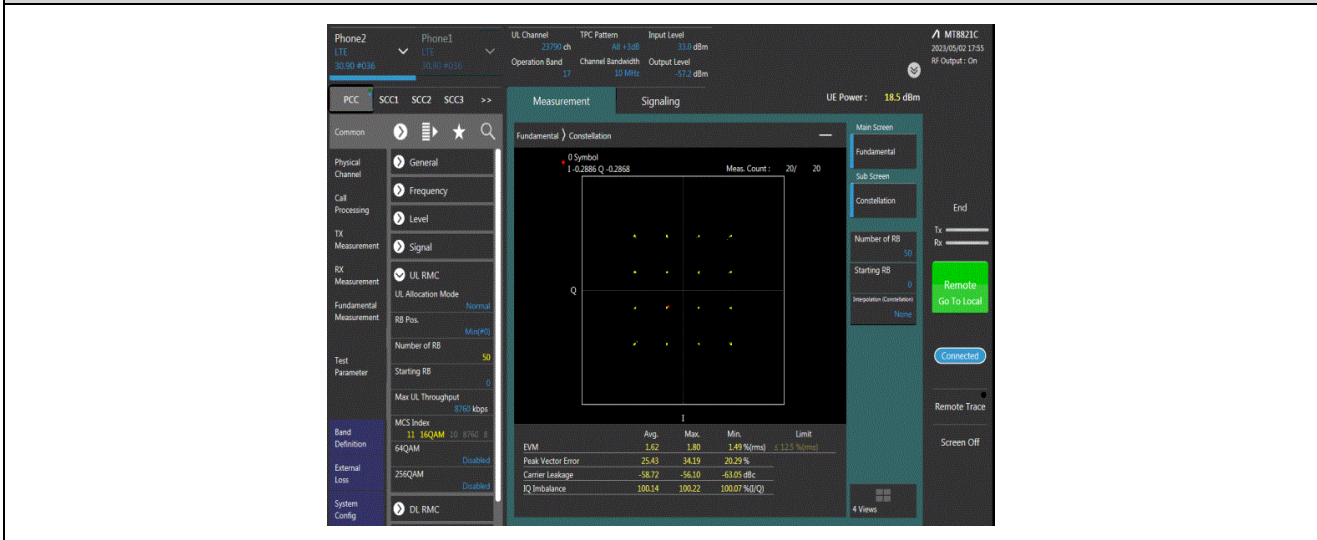 Phone2
LTE
30.90 #036
Phone1
LTE
30.90 #036
UL Channel
23790 ch
TPC Pattern
All +3dB
Input Level
33.0 dBm
Operation Band
17
Channel Bandwidth
10 MHz
Output Level
-57.2 dBm
MT8821C
2023/05/02 17:55
RF Output : On
PCC SCC1 SCC2 SCC3 >>
Measurement Signaling
UE Power : 18.5 dBm
Common
Physical
Channel
Call
Processing
TX
Measurement
RX
Measurement
Fundamental
Measurement
Test
Parameter
Band
Definition
External
Loss
System
Config
General
Frequency
Level
Signal
UL RMC
UL Allocation Mode
Normal
RB Pos.
Min(#0)
Number of RB
50
Starting RB
0
Max UL Throughput
8760 kbps
MCS Index
11 16QAM 10 8760 8
64QAM
Disabled
256QAM
Disabled
DL RMC
Fundamental 〉 Constellation
0 Symbol
I -0.2886 Q -0.2868
Meas. Count : 20/ 20
Q
I
Avg. Max. Min. Limit
EVM 1.62 1.80 1.49 %(rms) ≤ 12.5 %(rms)
Peak Vector Error 25.43 34.19 20.29 %
Carrier Leakage -58.72 -56.10 -63.05 dBc
IQ Imbalance 100.14 100.22 100.07 %(I/Q)
Main Screen
Fundamental
Sub Screen
Constellation
Number of RB
50
Starting RB
0
Interpolation (Constellation)
None
4 Views
End
Tx
Rx
Remote
Go To Local
Connected
Remote Trace
Screen Off